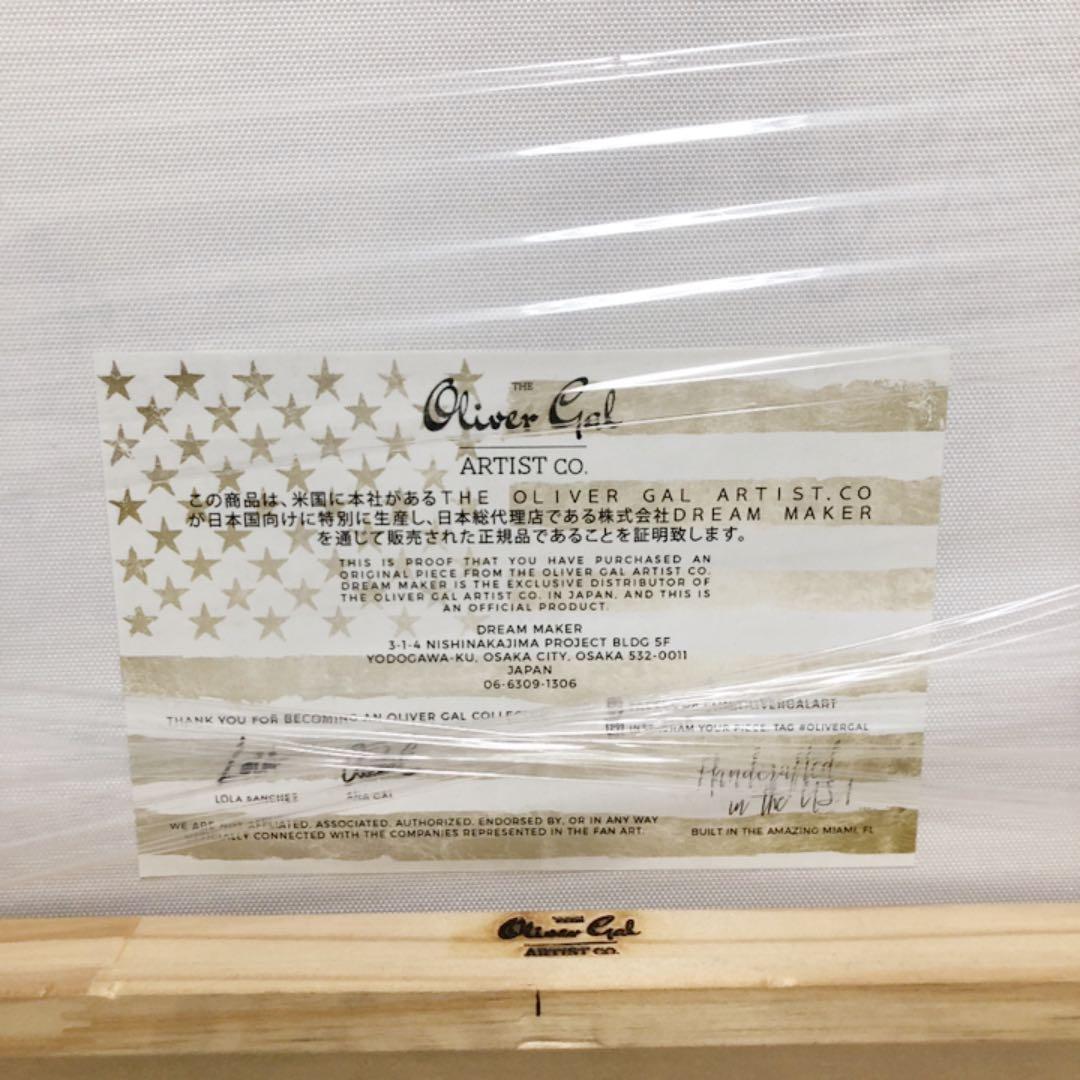 THE
Oliver Gal
ARTIST CO.
この商品は、米国に本社があるTHE OLIVER GAL ARTIST.CO
が日本国向けに特別に生産し、日本総代理店である株式会社DREAM MAKER
を通じて販売された正規品であることを証明致します。
THIS IS PROOF THAT YOU HAVE PURCHASED AN
ORIGINAL PIECE FROM THE OLIVER GAL ARTIST CO.
DREAM MAKER IS THE EXCLUSIVE DISTRIBUTOR OF
THE OLIVER GAL ARTIST CO. IN JAPAN, AND THIS IS
AN OFFICIAL PRODUCT.
DREAM MAKER
3-1-4 NISHINAKAJIMA PROJECT BLDG 5F
YODOGAWA-KU, OSAKA CITY, OSAKA 532-0011
JAPAN
06-6309-1306
THANK YOU FOR BECOMING AN OLIVER GAL
YOUR PIECE, TAG #OLIVERGAL
LOLA SANCHEZ
ANA GAL
Handcrafted
in the
WE ARE NOT AFFILIATED, ASSOCIATED, AUTHORIZED, ENDORSED BY, OR IN ANY WAY
CONNECTED WITH THE COMPANIES REPRESENTED IN THE FAN ART.
BUILT IN THE AMAZING MIAMI, FL
Oliver Gal
ARTIST CO.